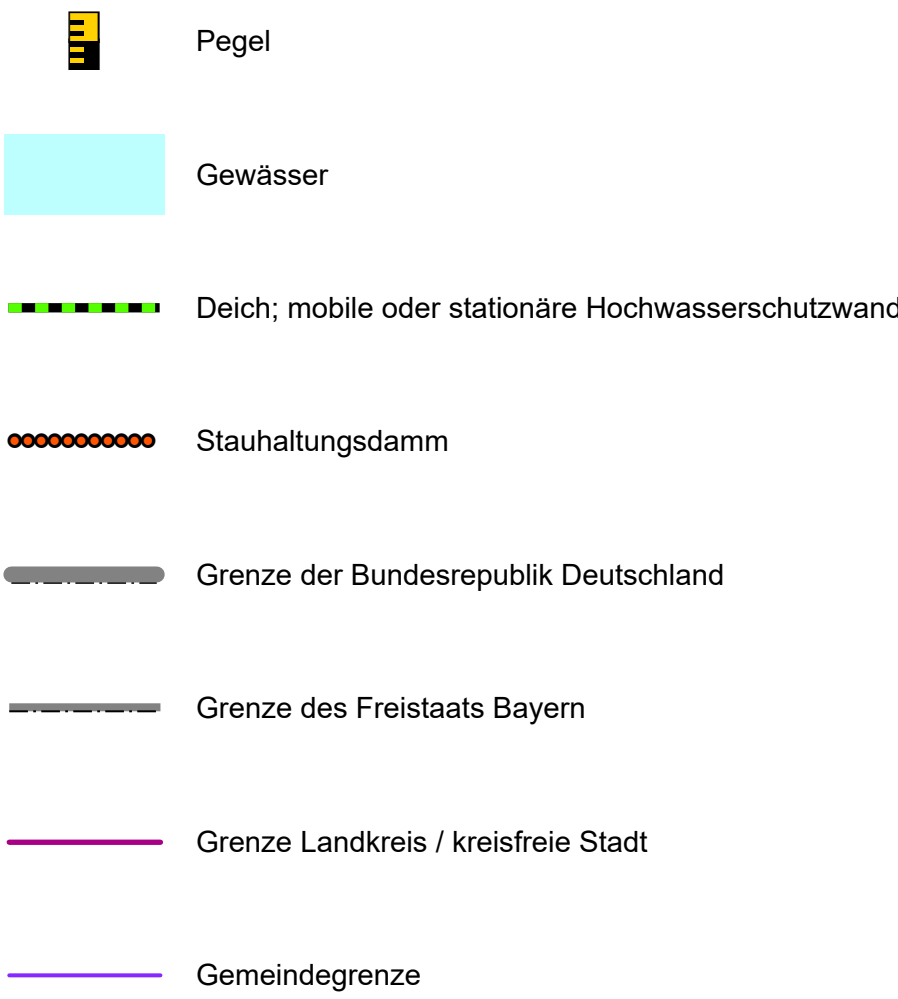 Pegel
Gewässer
Deich; mobile oder stationäre Hochwasserschutzwand
Stauhaltungsdamm
Grenze der Bundesrepublik Deutschland
Grenze des Freistaats Bayern
Grenze Landkreis / kreisfreie Stadt
Gemeindegrenze